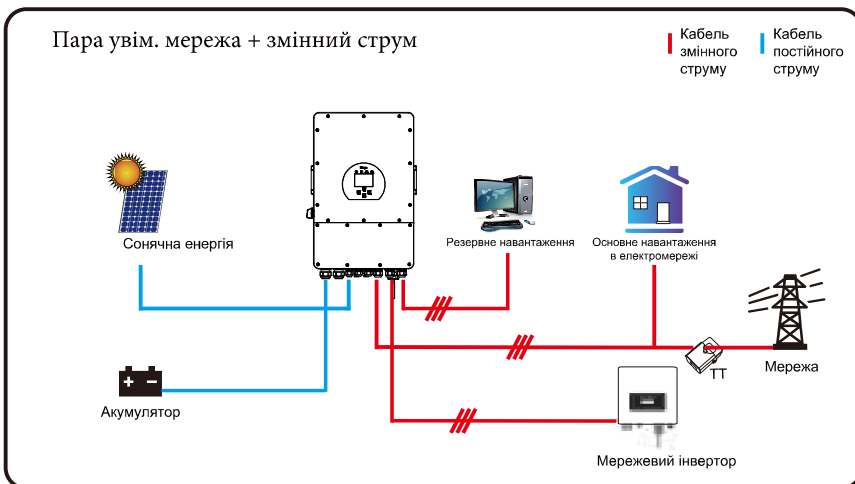 Пара увім. мережа + змінний струм
Кабель
змінного
струму
Кабель
постійного
струму
Сонячна енергія
Резервне навантаження
Основне навантаження
в електромережі
ТТ
Мережа
Акумулятор
Мережевий інвертор